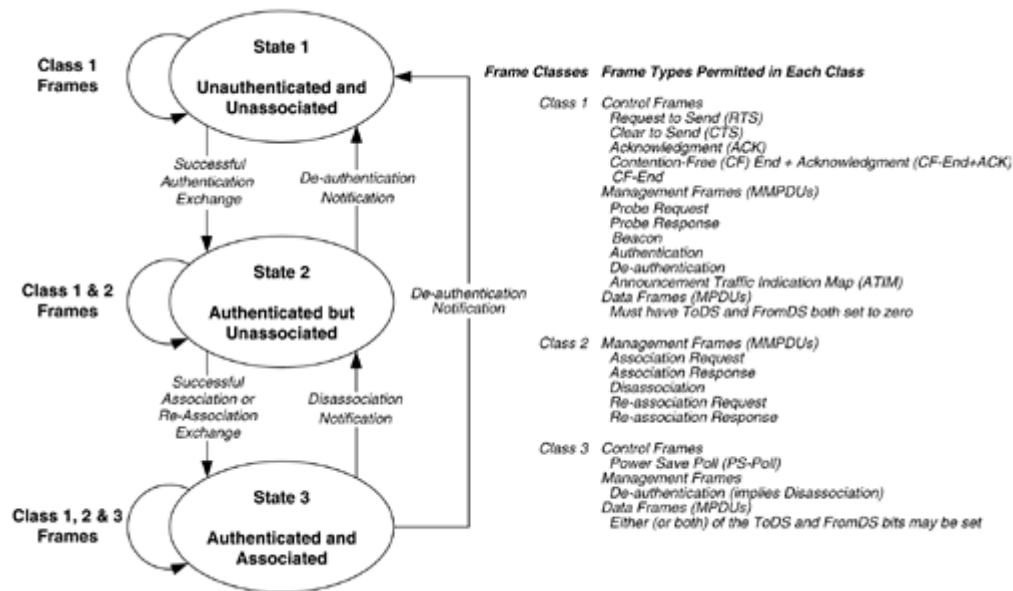 State 1
Unauthenticated and
Unassociated
Class 1
Frames
Successful
Authentication
Exchange
De-authentication
Notification
State 2
Authenticated but
Unassociated
Class 1 & 2
Frames
De-authentication
Notification
Successful
Association or
Re-Association
Exchange
Disassociation
Notification
State 3
Authenticated and
Associated
Class 1, 2 & 3
Frames
Frame Classes Frame Types Permitted in Each Class
Class 1 Control Frames
Request to Send (RTS)
Clear to Send (CTS)
Acknowledgment (ACK)
Contention-Free (CF) End + Acknowledgment (CF-End+ACK)
CF-End
Management Frames (MMPDUs)
Probe Request
Probe Response
Beacon
Authentication
De-authentication
Announcement Traffic Indication Map (ATIM)
Data Frames (MPDUs)
Must have ToDS and FromDS both set to zero
Class 2 Management Frames (MMPDUs)
Association Request
Association Response
Disassociation
Re-association Request
Re-association Response
Class 3 Control Frames
Power Save Poll (PS-Poll)
Management Frames
De-authentication (implies Disassociation)
Data Frames (MPDUs)
Either (or both) of the ToDS and FromDS bits may be set